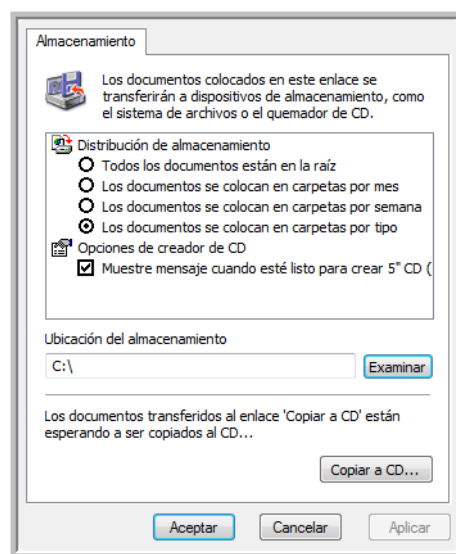 Almacenamiento
Los documentos colocados en este enlace se
transferirán a dispositivos de almacenamiento, como
el sistema de archivos o el quemador de CD.
Distribución de almacenamiento
Todos los documentos están en la raíz
Los documentos se colocan en carpetas por mes
Los documentos se colocan en carpetas por semana
Los documentos se colocan en carpetas por tipo
Opciones de creador de CD
Muestre mensaje cuando esté listo para crear 5" CD (
Ubicación del almacenamiento
C:\
Examinar
Los documentos transferidos al enlace 'Copiar a CD' están
esperando a ser copiados al CD...
Copiar a CD...
Aceptar
Cancelar
Aplicar